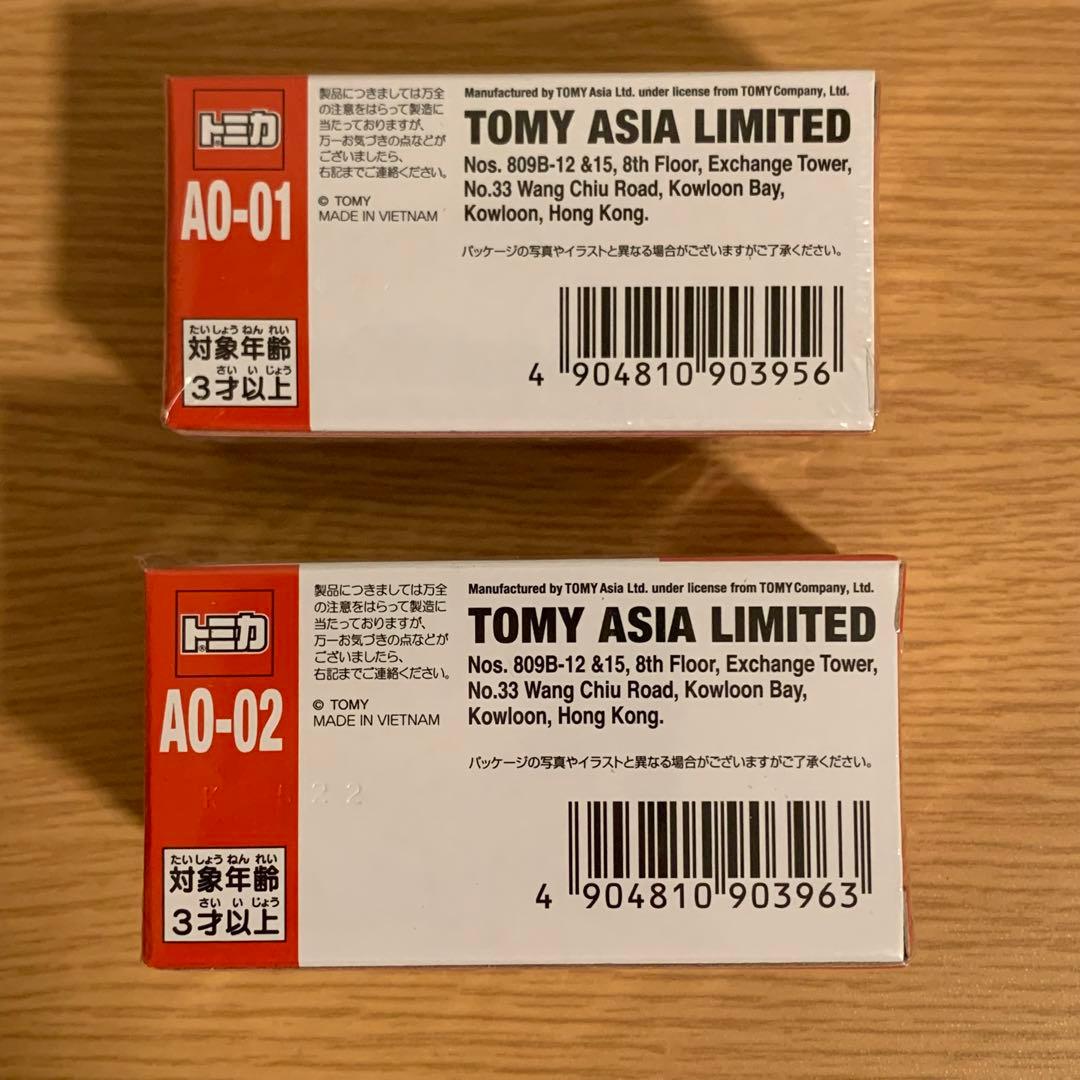 トミカ
AO-01
たいしょうねんれい
対象年齢
さいいじょう
3才以上
製品につきましては万全
の注意をはらって製造に
当たっておりますが、
万一お気づきの点などが
ございましたら、
右記までご連絡ください。
© TOMY
MADE IN VIETNAM
Manufactured by TOMY Asia Ltd. under license from TOMY Company, Ltd.
TOMY ASIA LIMITED
Nos. 809B-12 &15, 8th Floor, Exchange Tower,
No.33 Wang Chiu Road, Kowloon Bay,
Kowloon, Hong Kong.
パッケージの写真やイラストと異なる場合がございますがご了承ください。
4 904810 903956
トミカ®
AO-02
たいしょうねんれい
対象年齢
さいいじょう
3才以上
製品につきましては万全
の注意をはらって製造に
当たっておりますが、
万一お気づきの点などが
ございましたら、
右記までご連絡ください。
© TOMY
MADE IN VIETNAM
Manufactured by TOMY Asia Ltd. under license from TOMY Company, Ltd.
TOMY ASIA LIMITED
Nos. 809B-12 &15, 8th Floor, Exchange Tower,
No.33 Wang Chiu Road, Kowloon Bay,
Kowloon, Hong Kong.
パッケージの写真やイラストと異なる場合がございますがご了承ください。
4 904810 903963